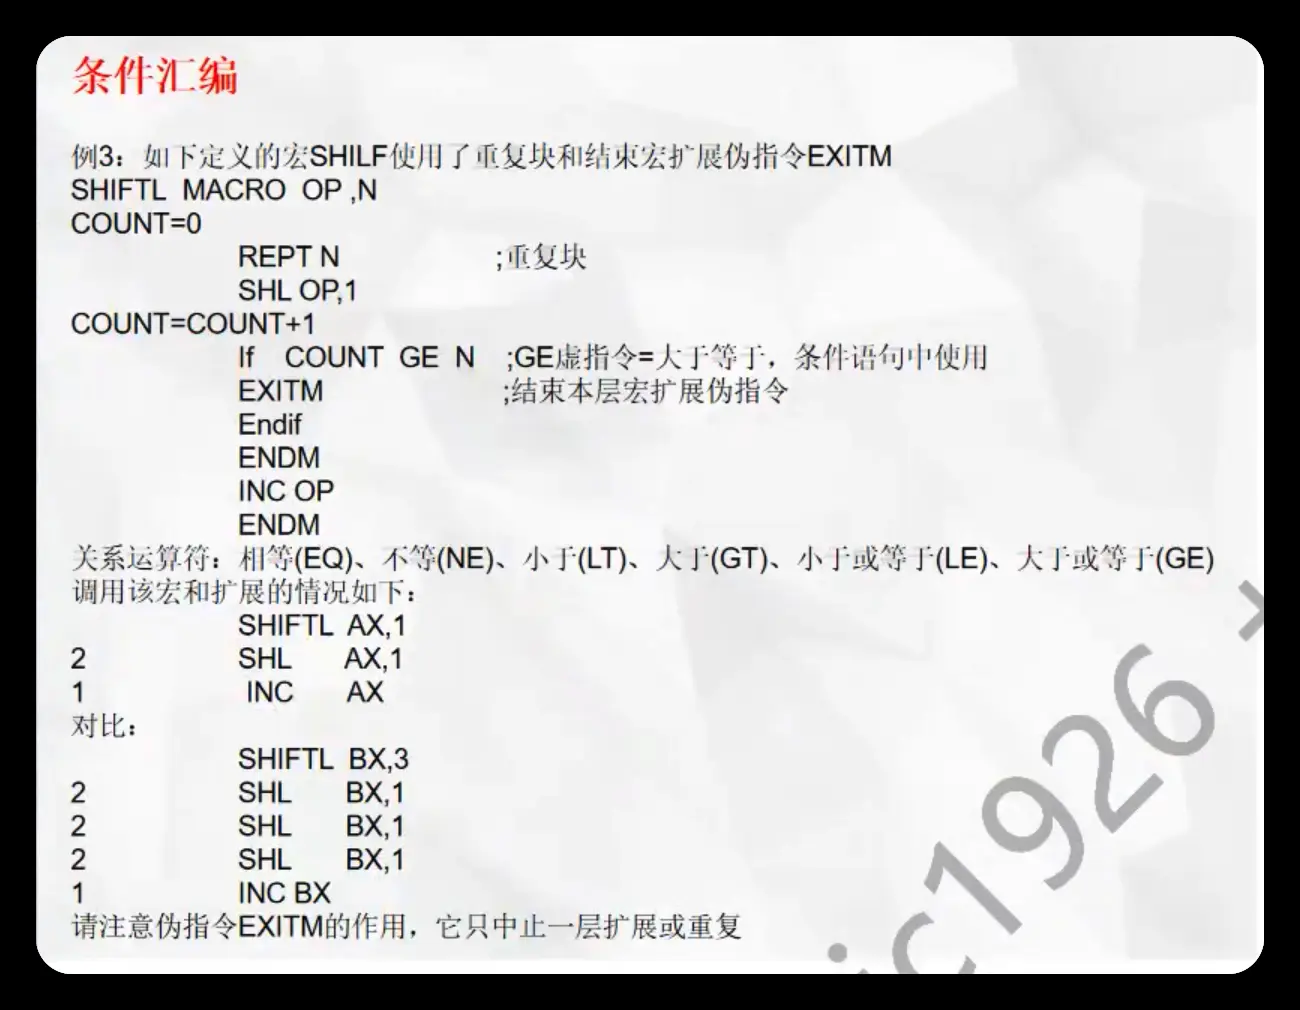 条件汇编
例3：如下定义的宏SHILF使用了重复块和结束宏扩展伪指令EXITM
SHIFTL MACRO OP ,N
COUNT=0
REPT N ;重复块
SHL OP,1
COUNT=COUNT+1
If COUNT GE N ;GE虚指令=大于等于，条件语句中使用
EXITM ;结束本层宏扩展伪指令
Endif
ENDM
INC OP
ENDM
关系运算符：相等(EQ)、不等(NE)、小于(LT)、大于(GT)、小于或等于(LE)、大于或等于(GE)
调用该宏和扩展的情况如下：
SHIFTL AX,1
2 SHL AX,1
1 INC AX
对比：
SHIFTL BX,3
2 SHL BX,1
2 SHL BX,1
2 SHL BX,1
1 INC BX
请注意伪指令EXITM的作用，它只中止一层扩展或重复
ic1926 +